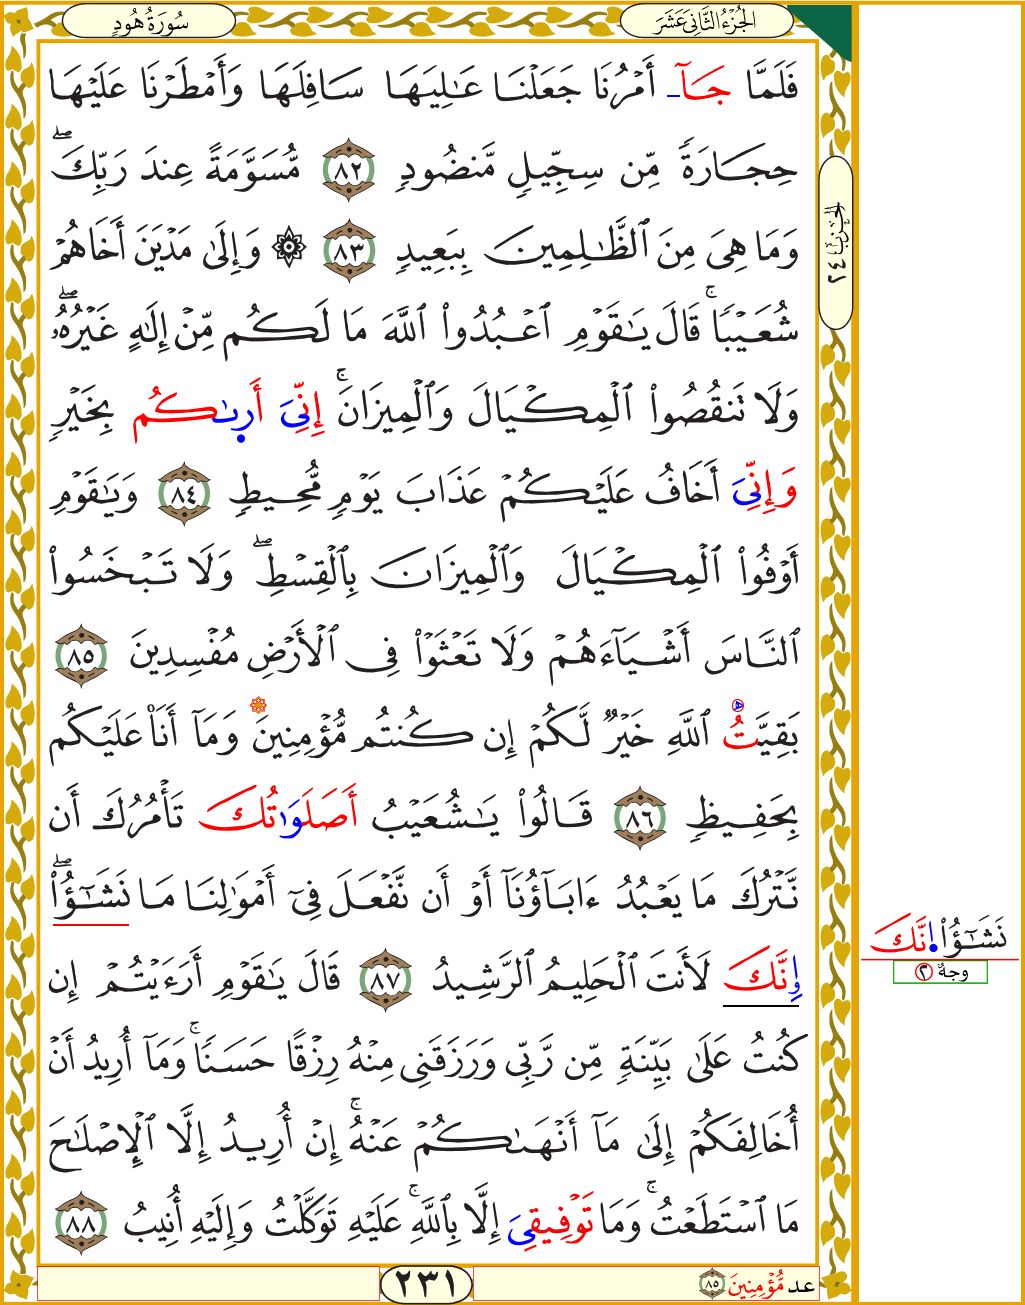 سُورَةُ هُودٍ
الجُزْءُ الثَّانِيَ عَشَرَ
فَلَمَّا جَآ أَمْرُنَا جَعَلْنَا عَٰلِيَهَا سَافِلَهَا وَأَمْطَرْنَا عَلَيْهَا
حِجَارَةً مِّن سِجِّيلٍ مَّنضُودٍ ٨٢ مُّسَوَّمَةً عِندَ رَبِّكَۖ
وَمَا هِىَ مِنَ ٱلظَّٰلِمِينَ بِبَعِيدٍ ٨٣ ۞ وَإِلَىٰ مَدْيَنَ أَخَاهُمْ
شُعَيْبًاۚ قَالَ يَٰقَوْمِ ٱعْبُدُواْ ٱللَّهَ مَا لَكُم مِّنْ إِلَٰهٍ غَيْرُهُۥۖ
وَلَا تَنقُصُواْ ٱلْمِكْيَالَ وَٱلْمِيزَانَۚ إِنِّىَ أَرٜىٰكُم بِخَيْرٍ
وَإِنِّىَ أَخَافُ عَلَيْكُمْ عَذَابَ يَوْمٍ مُّحِيطٍ ٨٤ وَيَٰقَوْمِ
أَوْفُواْ ٱلْمِكْيَالَ وَٱلْمِيزَانَ بِٱلْقِسْطِۖ وَلَا تَبْخَسُواْ
ٱلنَّاسَ أَشْيَآءَهُمْ وَلَا تَعْثَوْاْ فِى ٱلْأَرْضِ مُفْسِدِينَ ٨٥
بَقِيَّتُ ٱللَّهِ خَيْرٌ لَّكُمْ إِن كُنتُم مُّؤْمِنِينَ وَمَآ أَنَا۠ عَلَيْكُم
بِحَفِيظٍ ٨٦ قَالُواْ يَٰشُعَيْبُ أَصَلَوَٰتُكَ تَأْمُرُكَ أَن
نَّتْرُكَ مَا يَعْبُدُ ءَابَآؤُنَآ أَوْ أَن نَّفْعَلَ فِىٓ أَمْوَٰلِنَا مَا نَشَٰٓؤُاْۖ
وِنَّكَ لَأَنتَ ٱلْحَلِيمُ ٱلرَّشِيدُ ٨٧ قَالَ يَٰقَوْمِ أَرَءَيْتُمْ إِن
كُنتُ عَلَىٰ بَيِّنَةٍ مِّن رَّبِّى وَرَزَقَنِى مِنْهُ رِزْقًا حَسَنًاۚ وَمَآ أُرِيدُ أَنْ
أُخَالِفَكُمْ إِلَىٰ مَآ أَنْهَىٰكُمْ عَنْهُۚ إِنْ أُرِيدُ إِلَّا ٱلْإِصْلَٰحَ
مَا ٱسْتَطَعْتُۚ وَمَا تَوْفِيقِىَ إِلَّا بِٱللَّهِۚ عَلَيْهِ تَوَكَّلْتُ وَإِلَيْهِ أُنِيبُ ٨٨
الحزب ٢٤
نَشَٰٓؤُاْ إِنَّكَ
وجهٌ ٢
عد مُّؤْمِنِينَ ٨٥
٢٣١